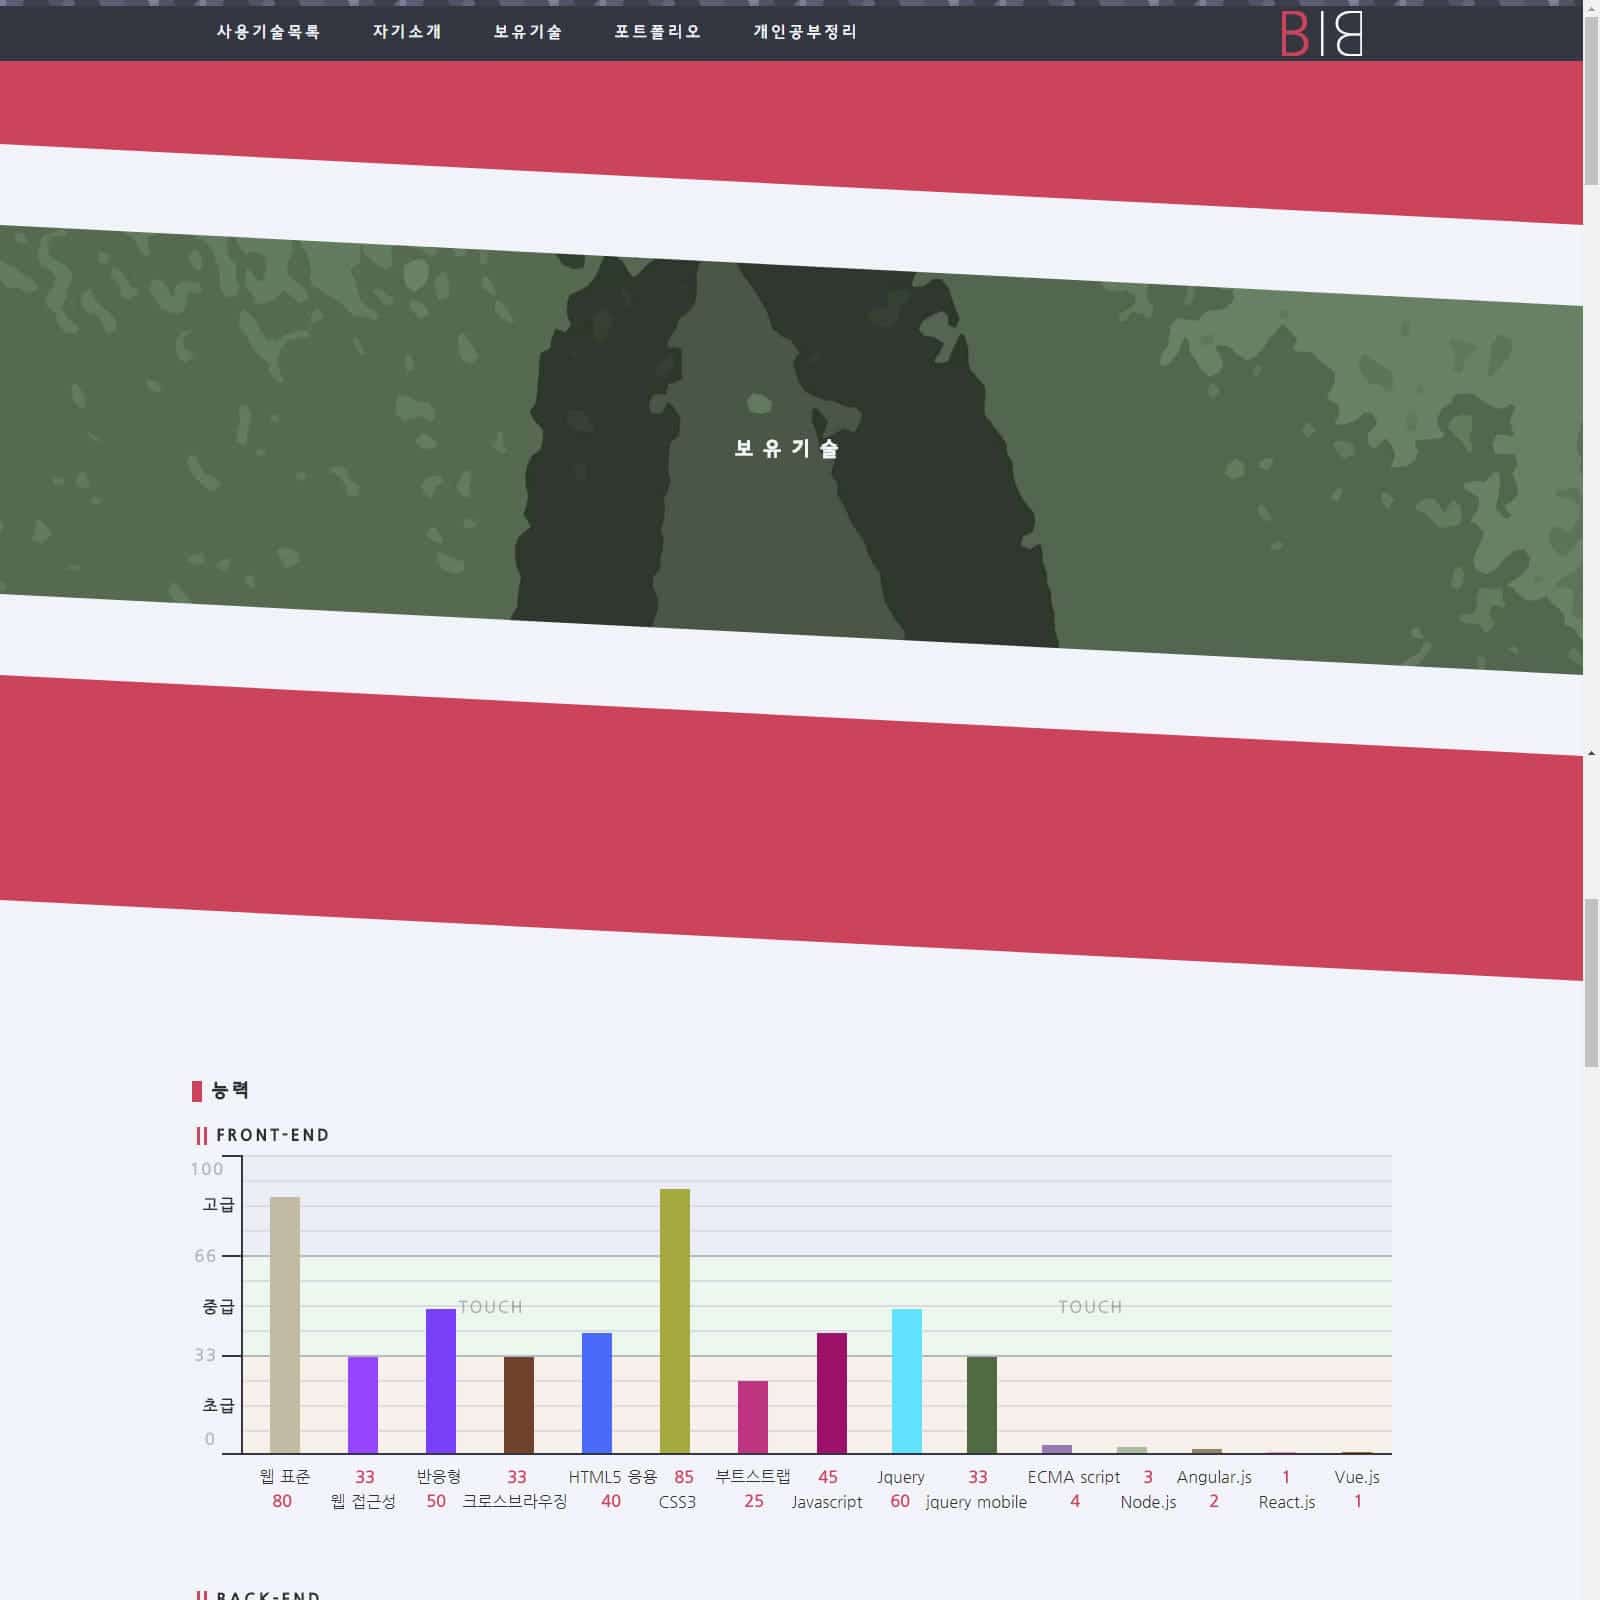 사용기술목록 자기소개 보유기술 포트폴리오 개인공부정리
보유기술
능력
FRONT-END
100
고급
66
중급
TOUCH TOUCH
33
초급
0
웹 표준 33 반응형 33 HTML5 응용 85 부트스트랩 45 Jquery 33 ECMA script 3 Angular.js 1 Vue.js
80 웹 접근성 50 크로스브라우징 40 CSS3 25 Javascript 60 jquery mobile 4 Node.js 2 React.js 1
BACK-END